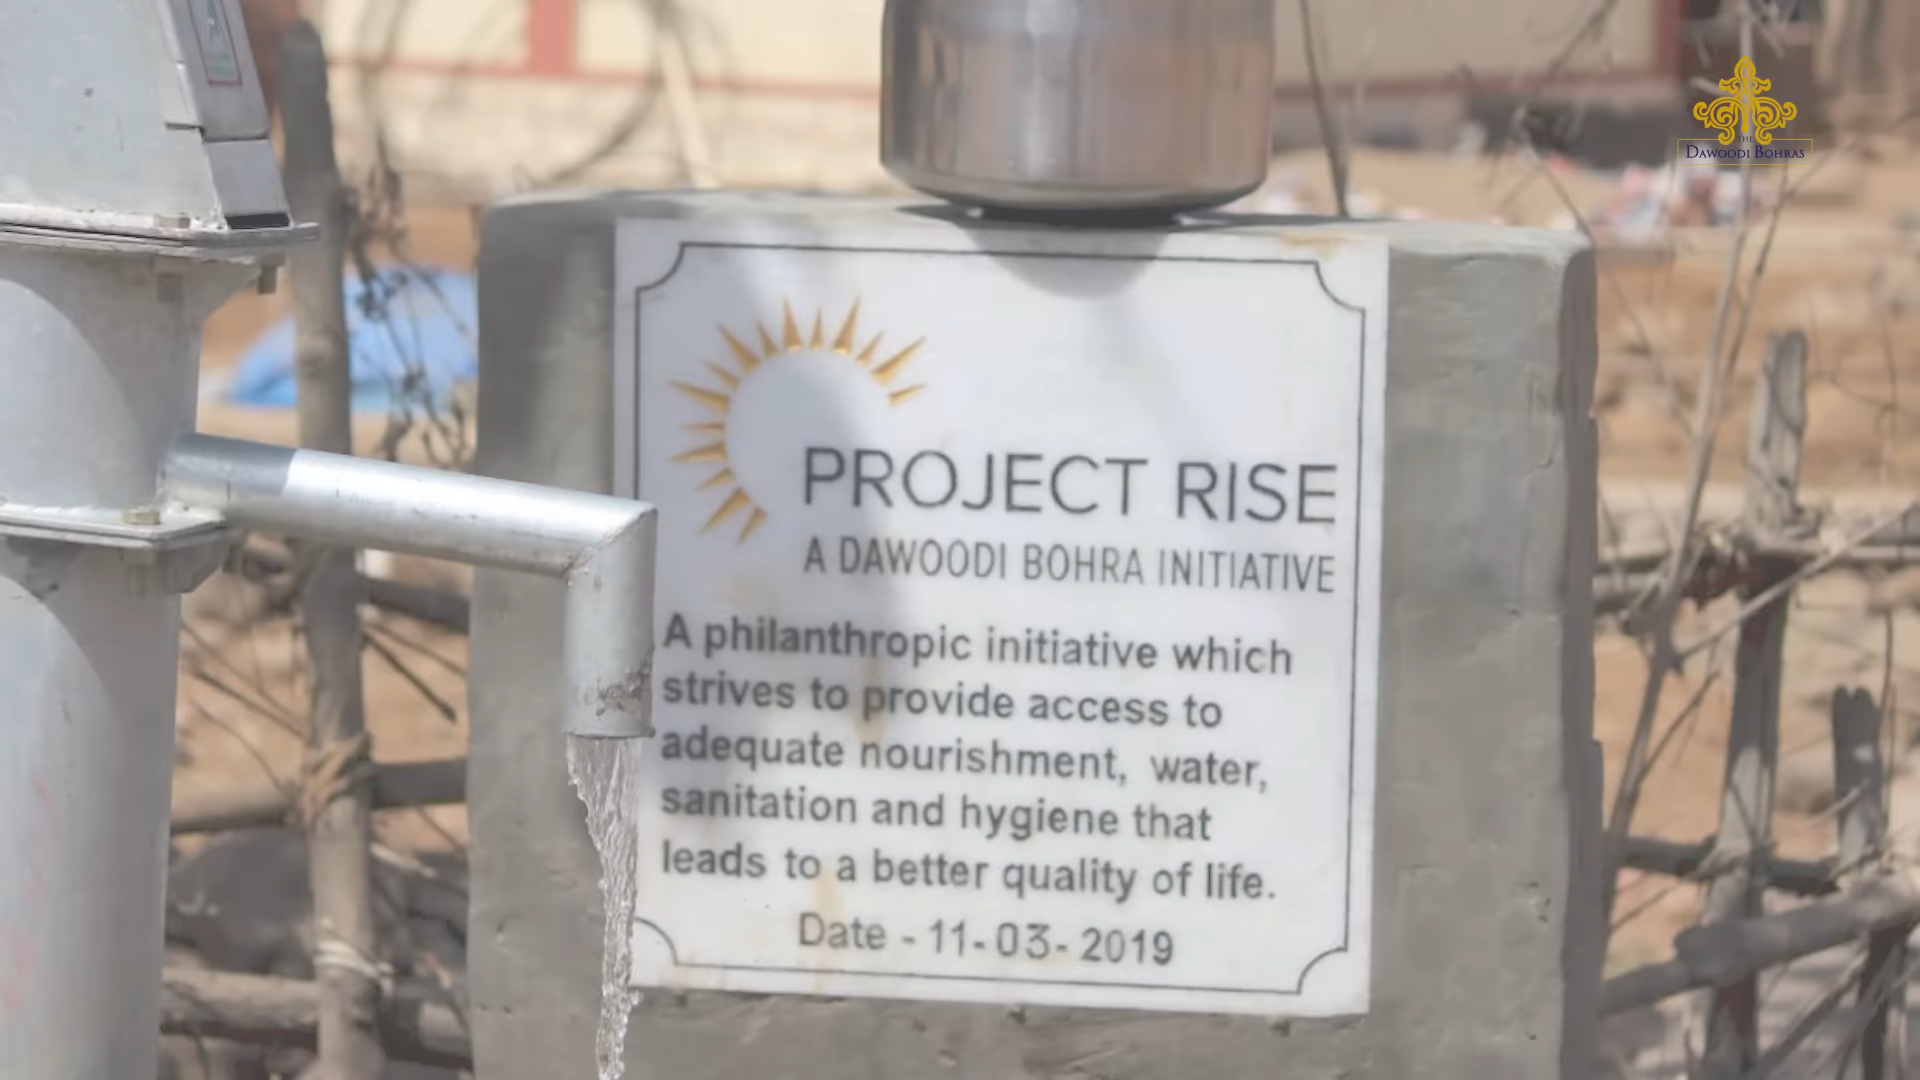 THE
DAWOODI BOHRAS
PROJECT RISE
A DAWOODI BOHRA INITIATIVE
A philanthropic initiative which
strives to provide access to
adequate nourishment, water,
sanitation and hygiene that
leads to a better quality of life.
Date - 11-03-2019